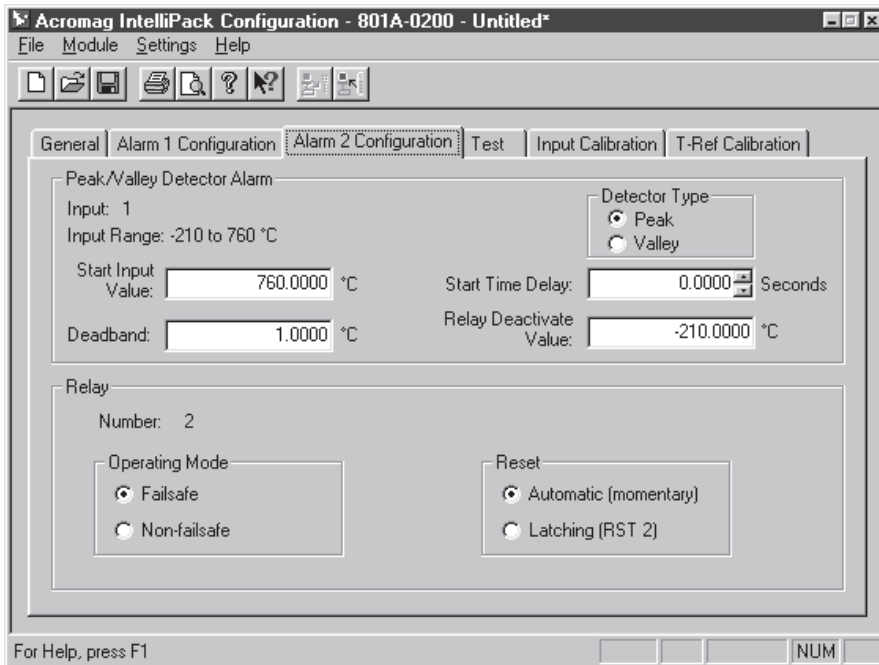 Acromag IntelliPack Configuration - 801A-0200 - Untitled*
File Module Settings Help
General Alarm 1 Configuration Alarm 2 Configuration Test Input Calibration T-Ref Calibration
Peak/Valley Detector Alarm
Input: 1
Input Range: -210 to 760 °C
Detector Type
Peak
Valley
Start Input
Value: 760.0000 °C
Start Time Delay: 0.0000 Seconds
Deadband: 1.0000 °C
Relay Deactivate
Value: -210.0000 °C
Relay
Number: 2
Operating Mode
Failsafe
Non-failsafe
Reset
Automatic (momentary)
Latching (RST 2)
For Help, press F1
NUM